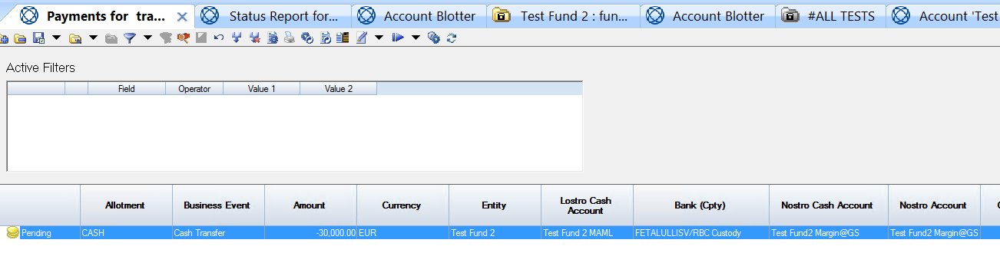 Payments for  tra...
Status Report for...
Account Blotter
Test Fund 2 : fun...
Account Blotter
#ALL TESTS
Account 'Test
Active Filters
Field Operator Value 1 Value 2
Allotment Business Event Amount Currency Entity Lostro Cash Account Bank (Cpty) Nostro Cash Account Nostro Account
Pending CASH Cash Transfer -30,000.00 EUR Test Fund 2 Test Fund 2 MAML FETALULLISV/RBC Custody Test Fund2 Margin@GS Test Fund2 Margin@GS